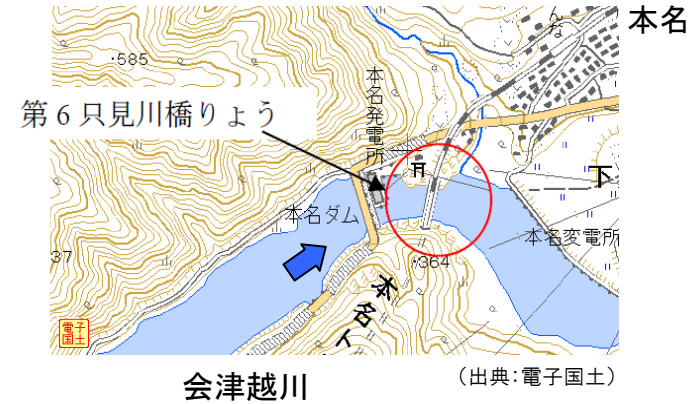 本名
・585
本名発電所
第6只見川橋りょう
下
本名ダム
本名変電所
37
・364
本名ト
電子
国土
会津越川
（出典：電子国土）